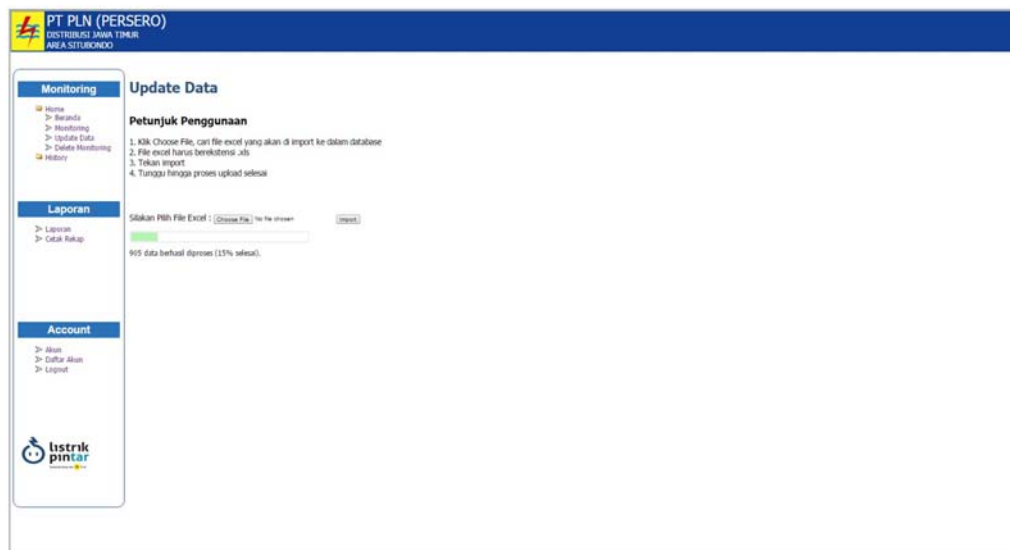 PT PLN (PERSERO)
DISTRIBUSI JAWA TIMUR
AREA SITUBONDO
Monitoring
Home
Beranda
Monitoring
Update Data
Delete Monitoring
History
Laporan
Laporan
Cetak Rekap
Account
Akun
Daftar Akun
Logout
listrik
pintar
Update Data
Petunjuk Penggunaan
1. Klik Choose File, cari file excel yang akan di import ke dalam database
2. File excel harus berekstensi .xls
3. Tekan import
4. Tunggu hingga proses upload selesai
Silakan Pilih File Excel : Choose File No file chosen Import
905 data berhasil diproses (15% selesai).